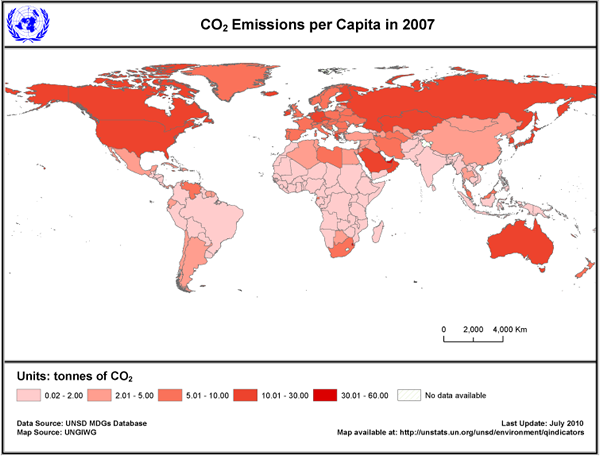 CO₂ Emissions per Capita in 2007
0 2,000 4,000 Km
Units: tonnes of CO₂
0.02 - 2.00 2.01 - 5.00 5.01 - 10.00 10.01 - 30.00 30.01 - 60.00 No data available
Data Source: UNSD MDGs Database Last Update: July 2010
Map Source: UNGIWG Map available at: http://unstats.un.org/unsd/environment/qindicators